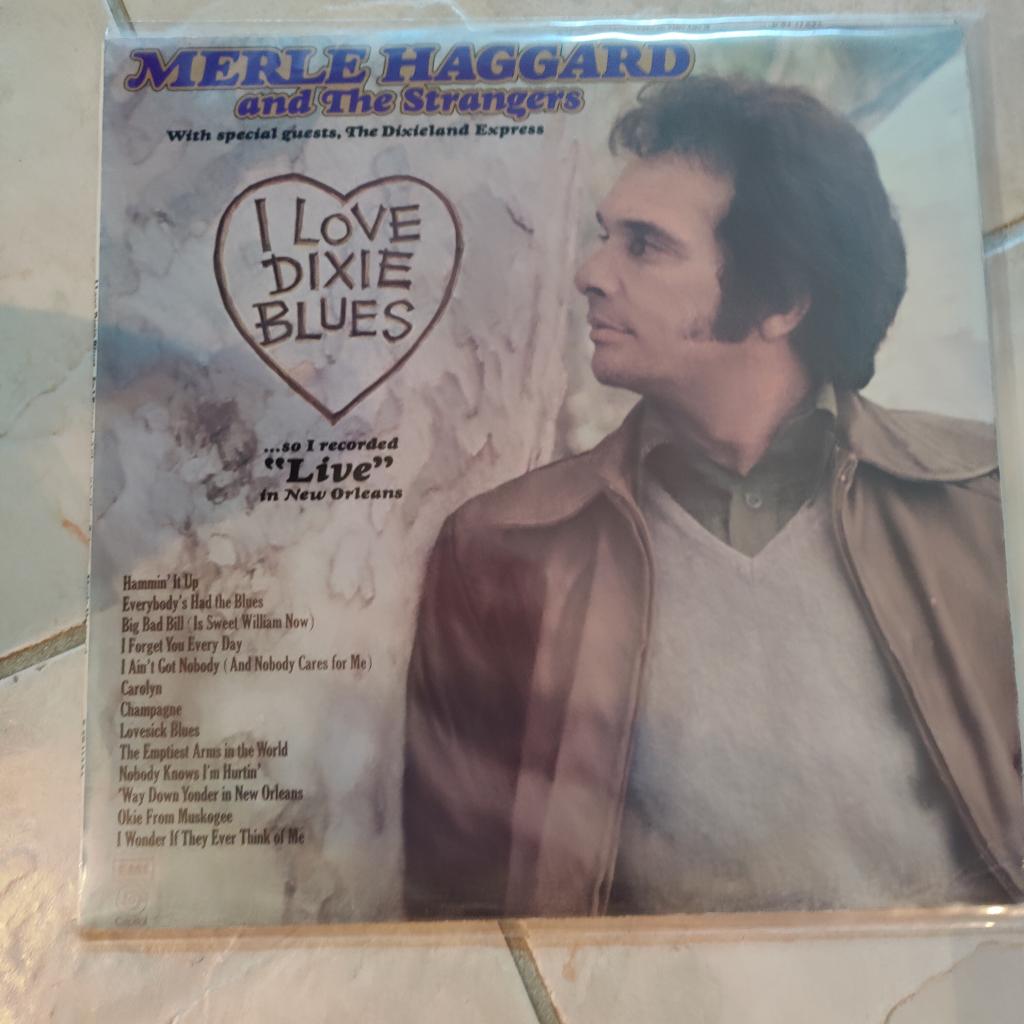 MERLE HAGGARD
and The Strangers
With special guests, The Dixieland Express
I LOVE
DIXIE
BLUES
...so I recorded
“Live”
in New Orleans
Hammin' It Up
Everybody's Had the Blues
Big Bad Bill (Is Sweet William Now)
I Forget You Every Day
I Ain't Got Nobody (And Nobody Cares for Me)
Carolyn
Champagne
Lovesick Blues
The Emptiest Arms in the World
Nobody Knows I'm Hurtin'
'Way Down Yonder in New Orleans
Okie From Muskogee
I Wonder If They Ever Think of Me
EMI
Capitol